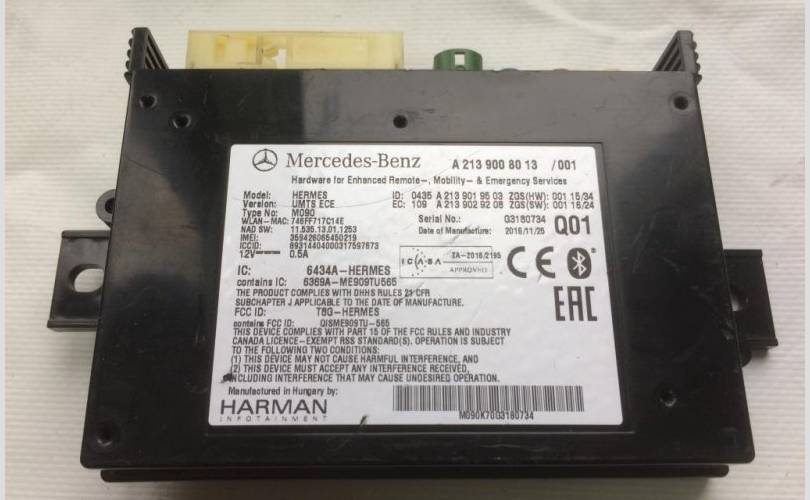 Mercedes-Benz A 213 900 80 13 /001
Hardware for Enhanced Remote-, Mobility- & Emergency Services
Model: HERMES ID: 0435 A 213 901 95 03 ZGS(HW): 001 15/34
Version: UMTS ECE EC: 109 A 213 902 92 08 ZGS(SW): 001 16/24
Type No: M090
WLAN-MAC: 746FF717C14E Serial No.: G3180734 Q01
NAD SW: 11.535.13.01.1253 Date of Manufacture: 2016/11/25
IMEI: 359426065450219
ICCID: 89314404000317597673
12V 0.5A
ICASA TA-2016/2195
APPROVED
CE
IC: 6434A-HERMES
contains IC: 6369A-ME909TU565
EAC
THE PRODUCT COMPLIES WITH DHHS RULES 21 CFR
SUBCHAPTER J APPLICABLE TO THE DATE OF MANUFACTURE.
FCC ID: T8G-HERMES
contains FCC ID: QISME909TU-565
THIS DEVICE COMPLIES WITH PART 15 OF THE FCC RULES AND INDUSTRY
CANADA LICENCE-EXEMPT RSS STANDARD(S). OPERATION IS SUBJECT
TO THE FOLLOWING TWO CONDITIONS:
(1) THIS DEVICE MAY NOT CAUSE HARMFUL INTERFERENCE, AND
(2) THIS DEVICE MUST ACCEPT ANY INTERFERENCE RECEIVED,
INCLUDING INTERFERENCE THAT MAY CAUSE UNDESIRED OPERATION.
Manufactured in Hungary by:
HARMAN
INFOTAINMENT
M090K70G3180734